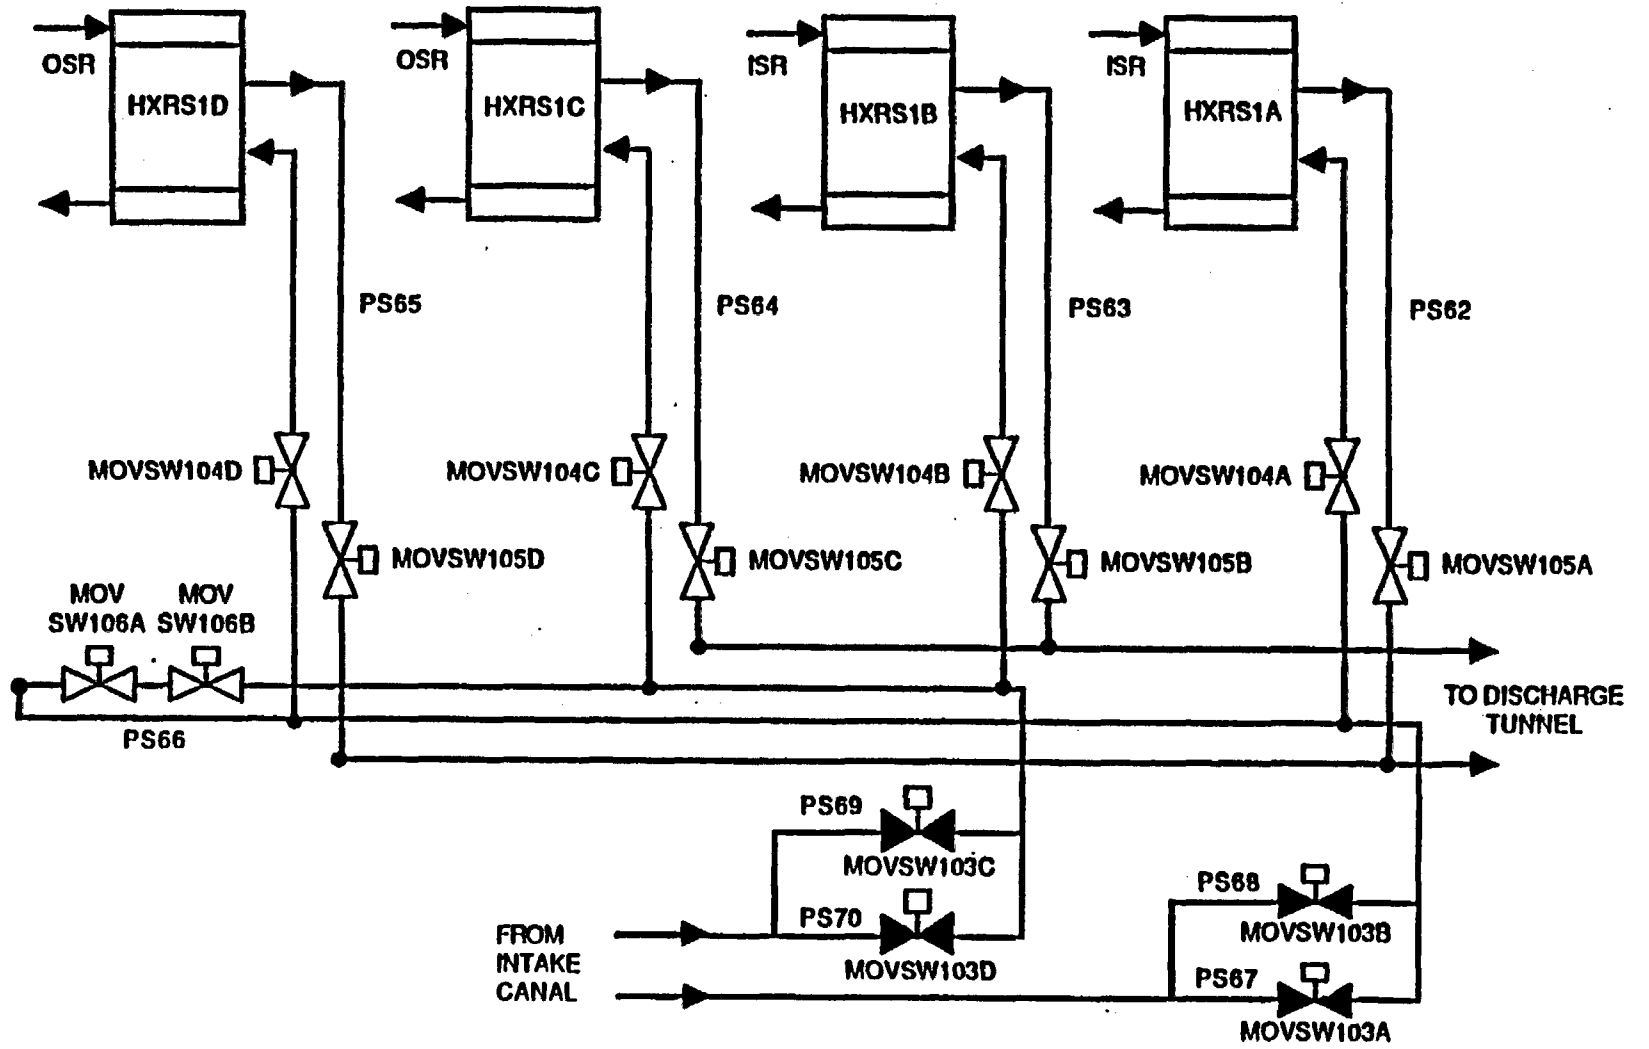 OSR
OSR
ISR
ISR
HXRS1D
HXRS1C
HXRS1B
HXRS1A
PS65
PS64
PS63
PS62
MOVSW104D
MOVSW104C
MOVSW104B
MOVSW104A
MOVSW105D
MOVSW105C
MOVSW105B
MOVSW105A
MOV
SW106A
MOV
SW106B
TO DISCHARGE
TUNNEL
PS66
PS69
MOVSW103C
PS68
PS70
MOVSW103B
FROM
INTAKE
CANAL
MOVSW103D
PS67
MOVSW103A